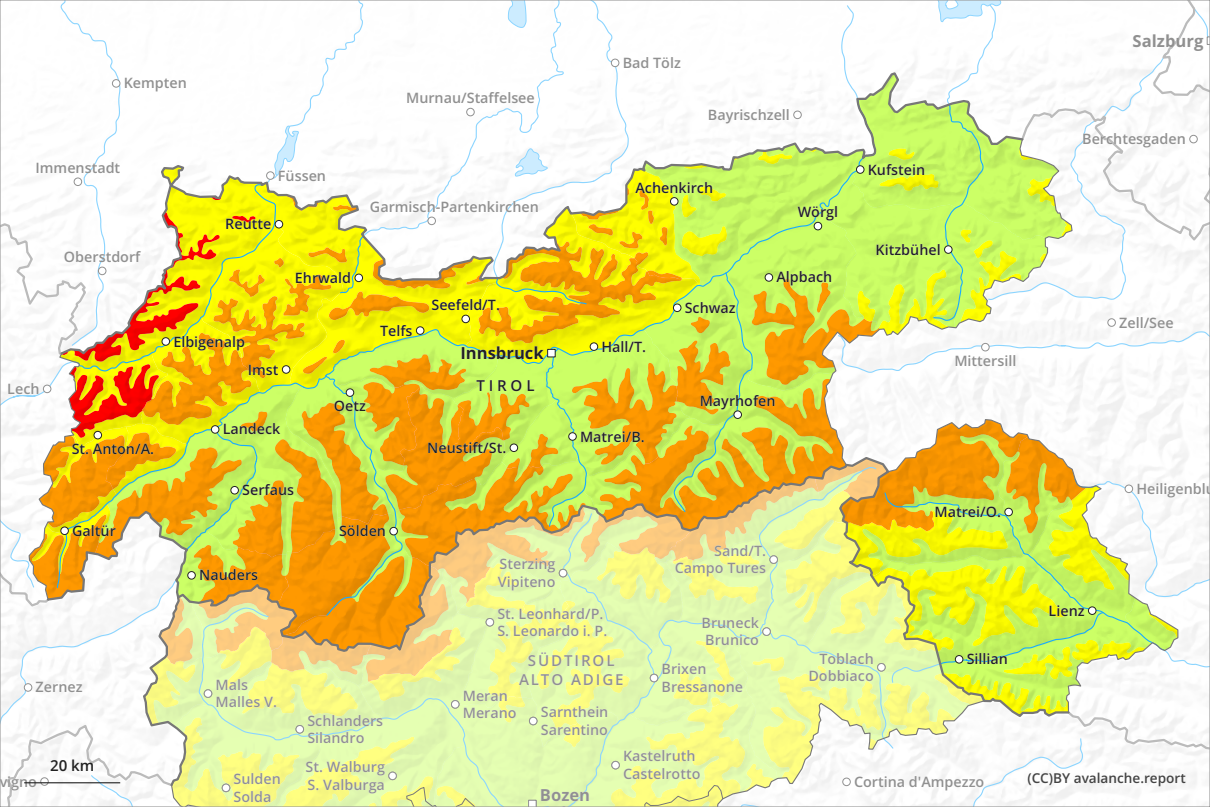 Salzburg
Bad Tölz
Kempten
Murnau/Staffelsee
Bayrischzell
Berchtesgaden
Immenstadt
Füssen
Kufstein
Achenkirch
Garmisch-Partenkirchen
Wörgl
Reutte
Kitzbühel
Oberstdorf
Ehrwald
Alpbach
Seefeld/T.
Schwaz
Zell/See
Telfs
Elbigenalp
Innsbruck
Hall/T.
Mittersill
Imst
TIROL
Lech
Oetz
Mayrhofen
Landeck
Matrei/B.
St. Anton/A.
Neustift/St.
Serfaus
Heiligenblu
Matrei/O.
Galtür
Sölden
Sand/T.
Campo Tures
Sterzing
Vipiteno
Nauders
Lienz
St. Leonhard/P.
S. Leonardo i. P.
Bruneck
Brunico
SÜDTIROL
ALTO ADIGE
Toblach
Dobbiaco
Sillian
Brixen
Bressanone
Zernez
Mals
Malles V.
Meran
Merano
Sarnthein
Sarentino
Schlanders
Silandro
20 km
St. Walburg
S. Valburga
Kastelruth
Castelrotto
vigno
Sulden
Solda
Cortina d'Ampezzo
(CC)BY avalanche.report
Bozen